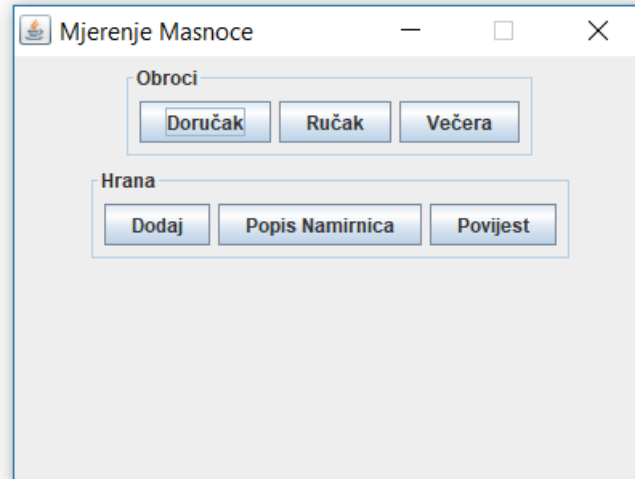 Mjerenje Masnoce
Obroci
Doručak Ručak Večera
Hrana
Dodaj Popis Namirnica Povijest